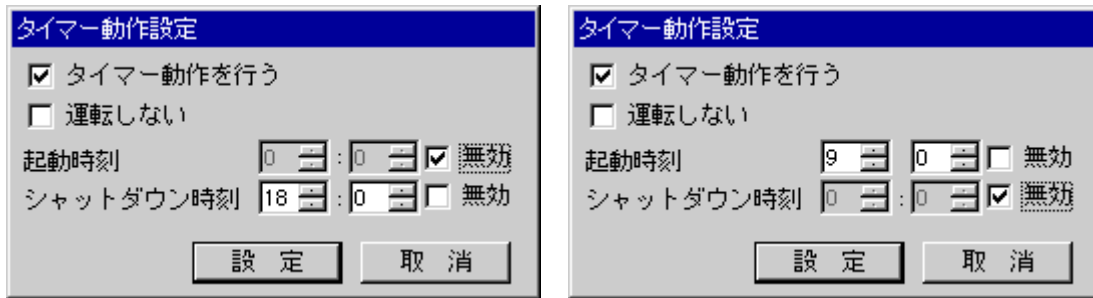 タイマー動作設定
タイマー動作を行う
運転しない
起動時刻 0 : 0 無効
シャットダウン時刻 18 : 0 無効
設 定 取 消
タイマー動作設定
タイマー動作を行う
運転しない
起動時刻 9 0 無効
シャットダウン時刻 0 : 0 無効
設 定 取 消